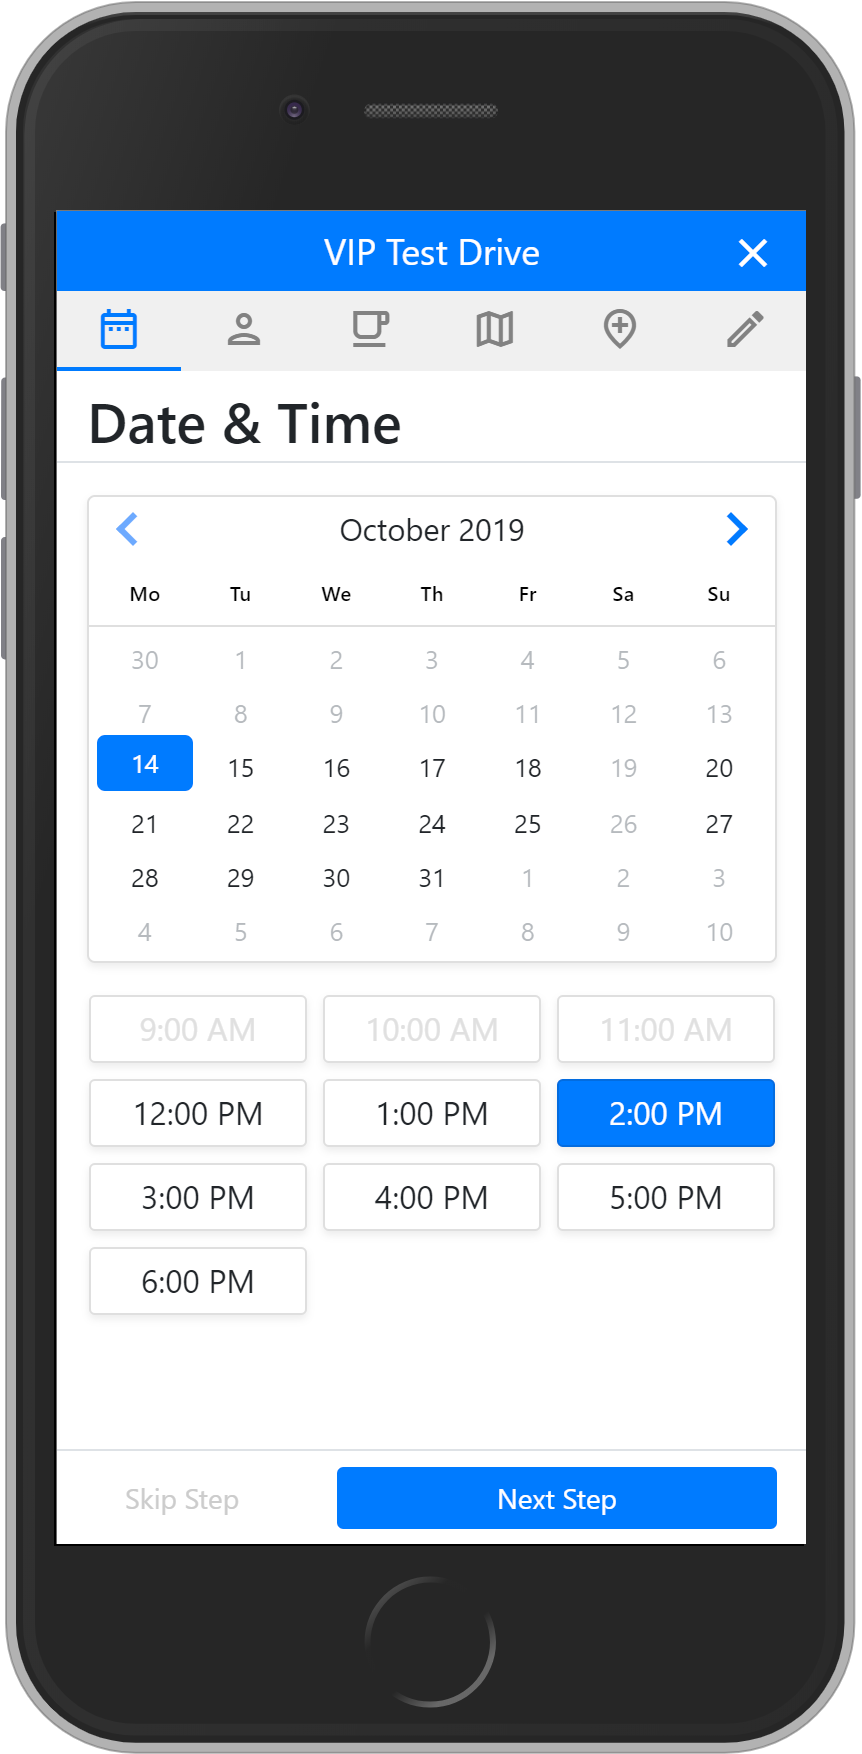 VIP Test Drive
Date & Time
October 2019
Mo Tu We Th Fr Sa Su
30 1 2 3 4 5 6
7 8 9 10 11 12 13
14 15 16 17 18 19 20
21 22 23 24 25 26 27
28 29 30 31 1 2 3
4 5 6 7 8 9 10
9:00 AM 10:00 AM 11:00 AM
12:00 PM 1:00 PM 2:00 PM
3:00 PM 4:00 PM 5:00 PM
6:00 PM
Skip Step Next Step